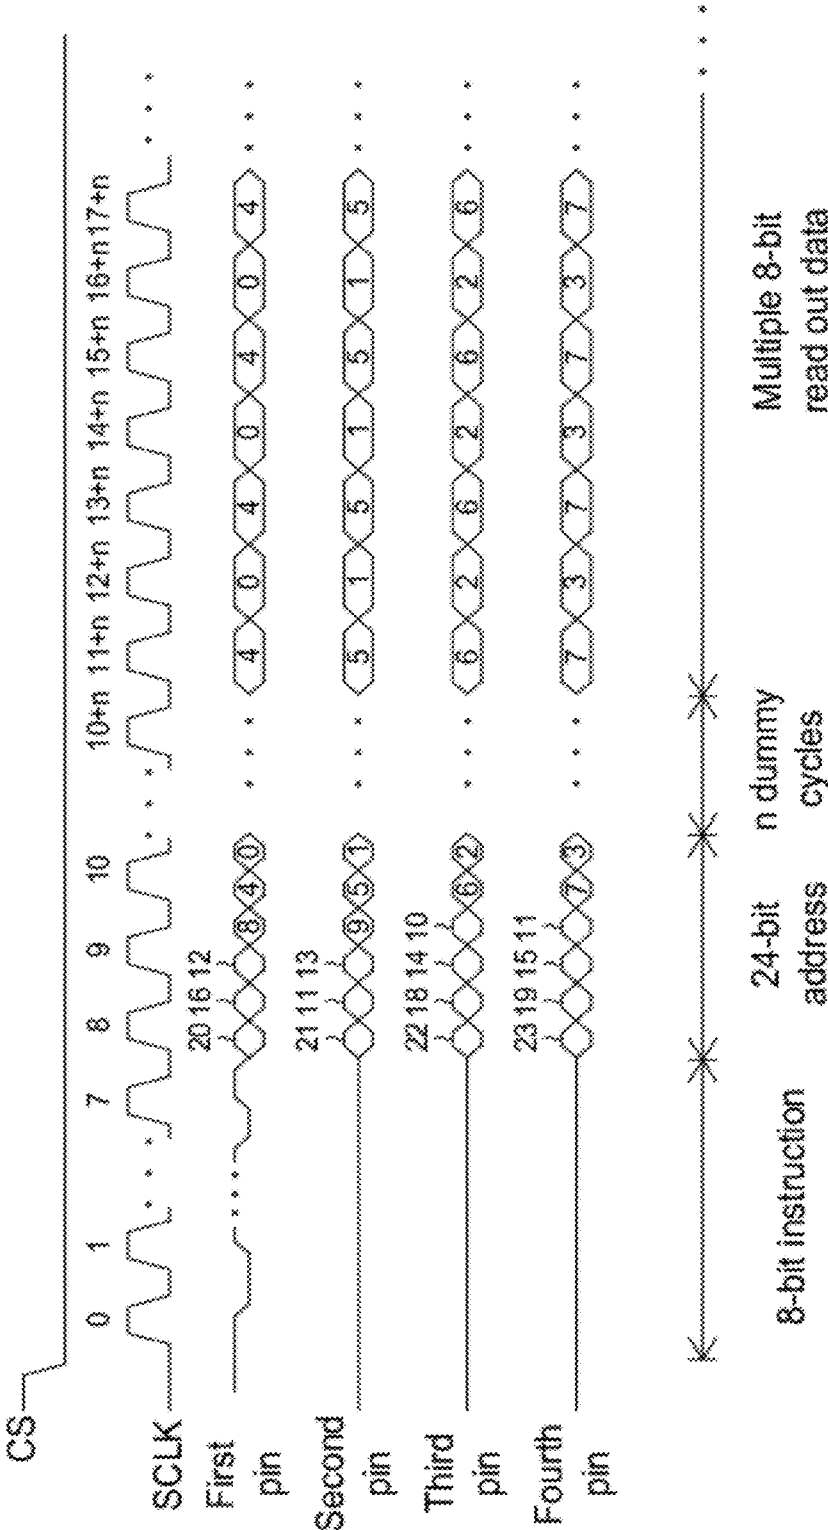 CS
0 1 7 8 9 10 10+n 11+n 12+n 13+n 14+n 15+n 16+n 17+n
SCLK
20 16 12
First
pin
8 4 0 4 0 4 0 4 0 4
21 11 13
Second
pin
9 5 1 5 1 5 1 5 1 5
22 18 14 10
Third
pin
6 2 6 2 6 2 6 2 6
23 19 15 11
Fourth
pin
7 3 7 3 7 3 7 3 7
8-bit instruction
24-bit
address
n dummy
cycles
Multiple 8-bit
read out data